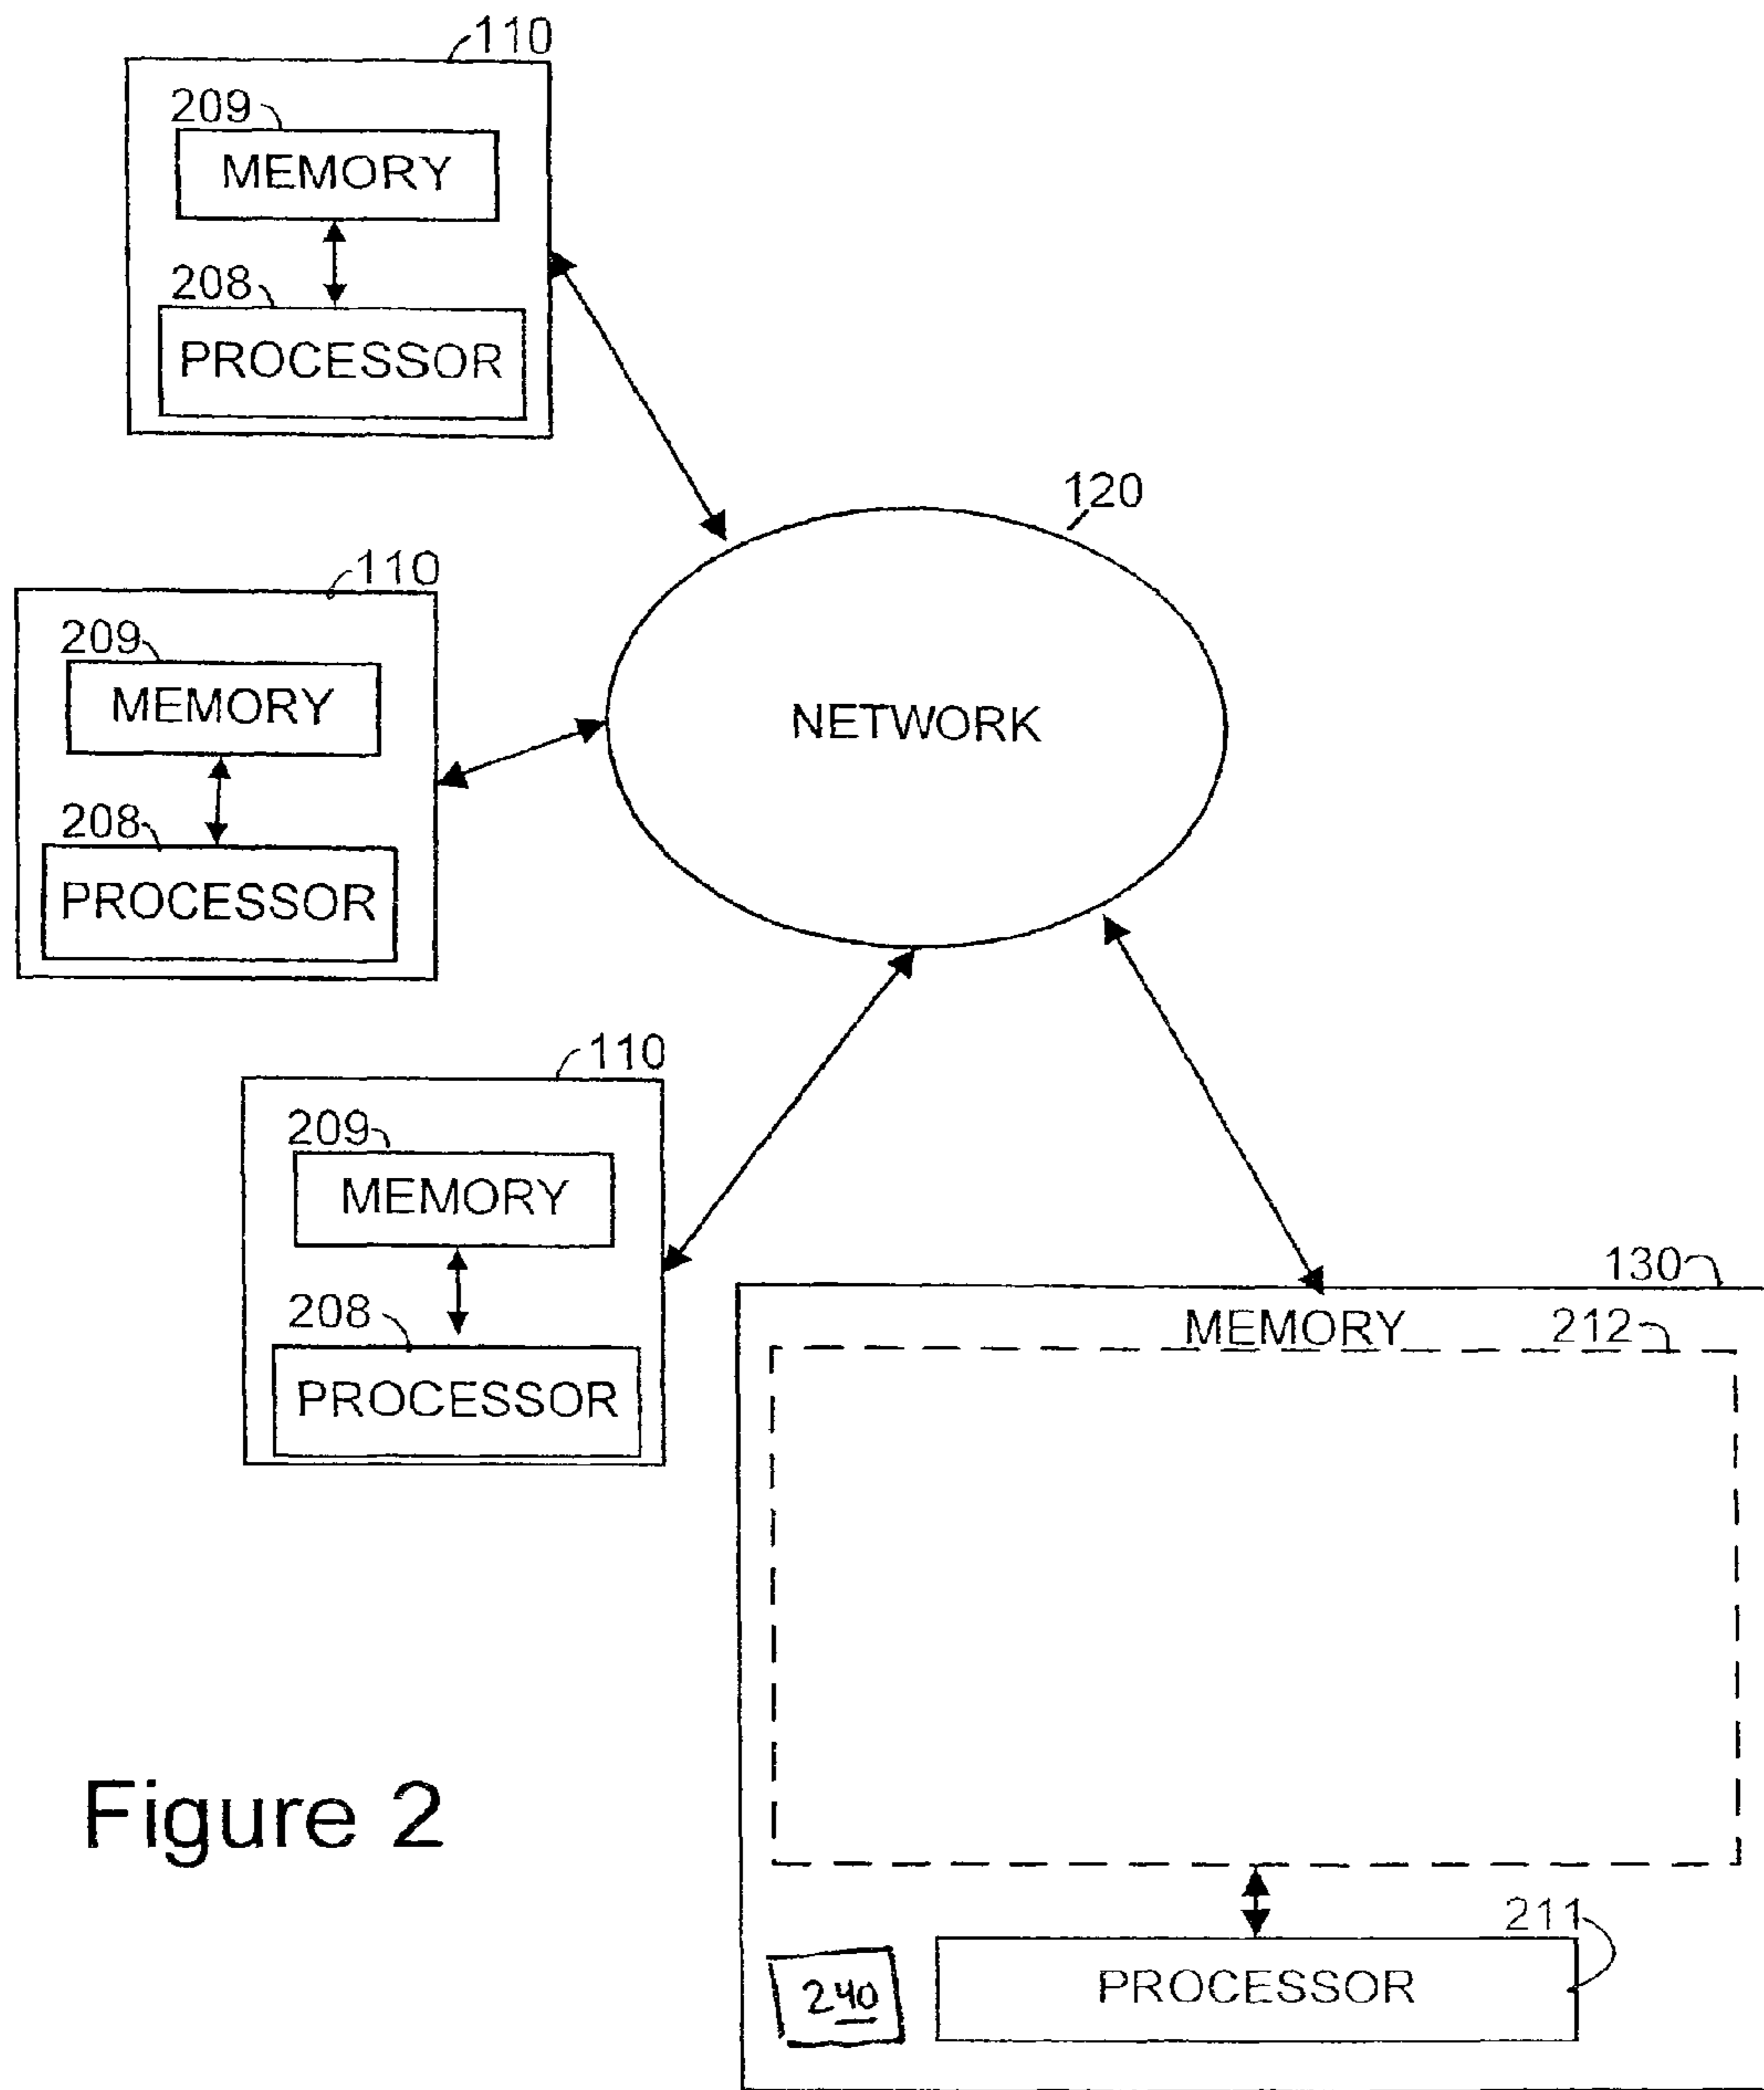 110
209
MEMORY
208
PROCESSOR
120
NETWORK
110
209
MEMORY
208
PROCESSOR
110
209
MEMORY
208
PROCESSOR
130
MEMORY 212
211
PROCESSOR
240
Figure 2